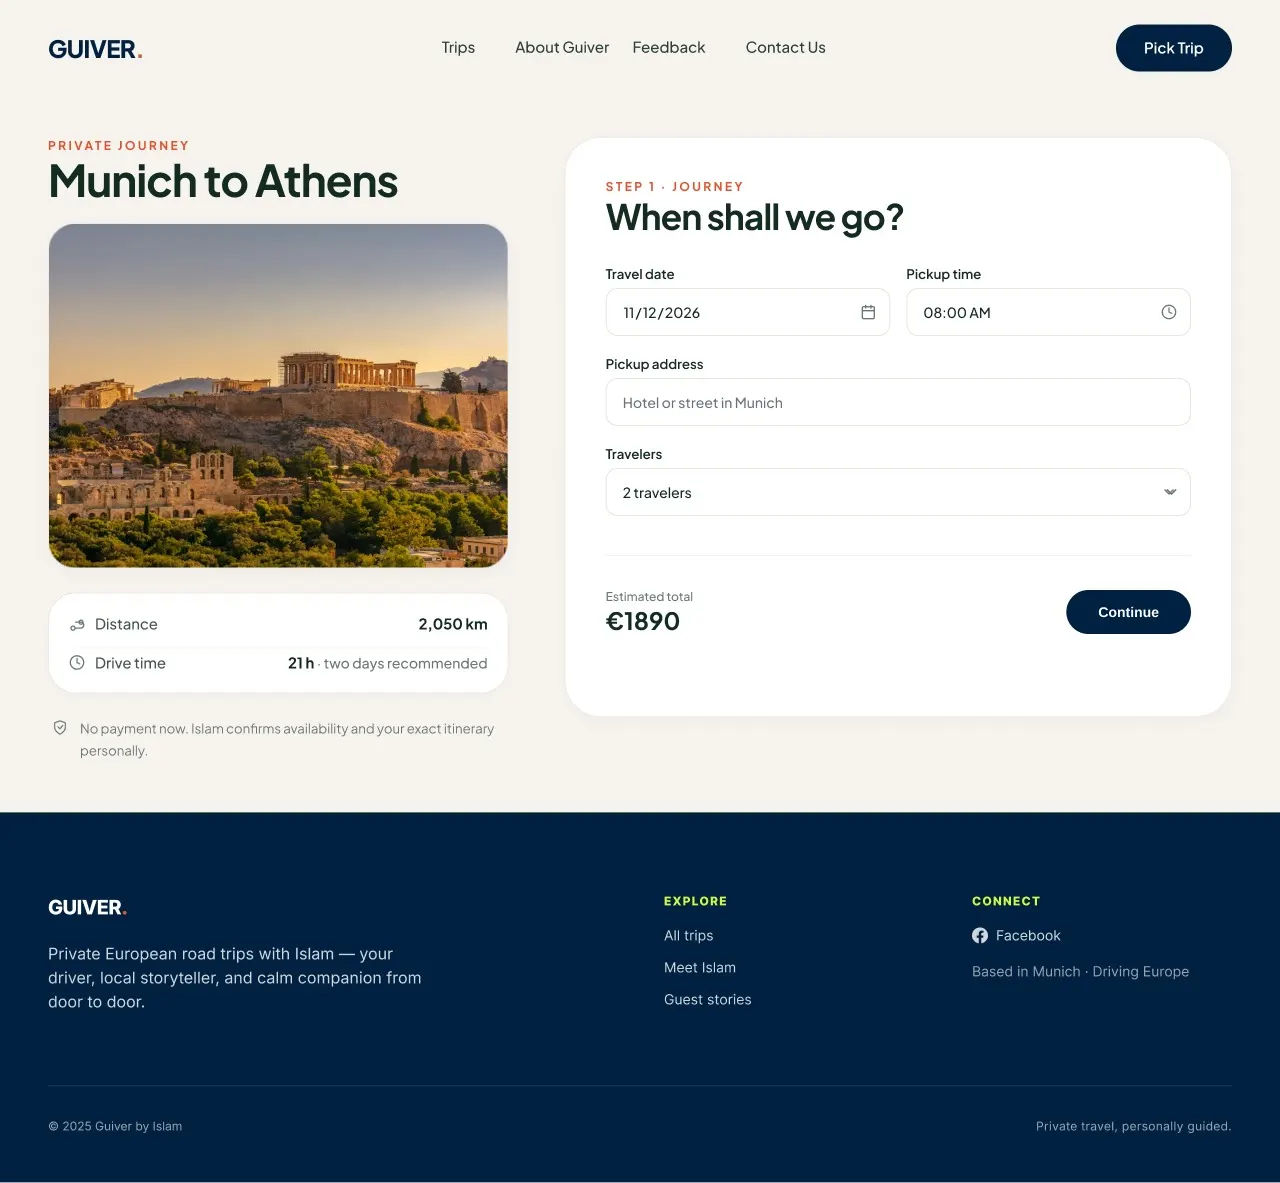 GUIVER.
Trips
About Guiver
Feedback
Contact Us
Pick Trip
PRIVATE JOURNEY
Munich to Athens
Distance
2,050 km
Drive time
21 h · two days recommended
No payment now. Islam confirms availability and your exact itinerary
personally.
STEP 1 · JOURNEY
When shall we go?
Travel date
Pickup time
11/12/2026
08:00 AM
Pickup address
Hotel or street in Munich
Travelers
2 travelers
Estimated total
€1890
Continue
GUIVER.
Private European road trips with Islam — your
driver, local storyteller, and calm companion from
door to door.
EXPLORE
All trips
Meet Islam
Guest stories
CONNECT
Facebook
Based in Munich · Driving Europe
© 2025 Guiver by Islam
Private travel, personally guided.